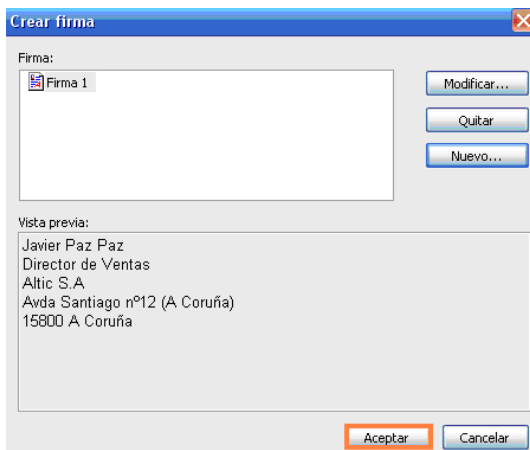 Crear firma
Firma:
Firma 1
Modificar...
Quitar
Nuevo...
Vista previa:
Javier Paz Paz
Director de Ventas
Altic S.A
Avda Santiago nº12 (A Coruña)
15800 A Coruña
Aceptar
Cancelar